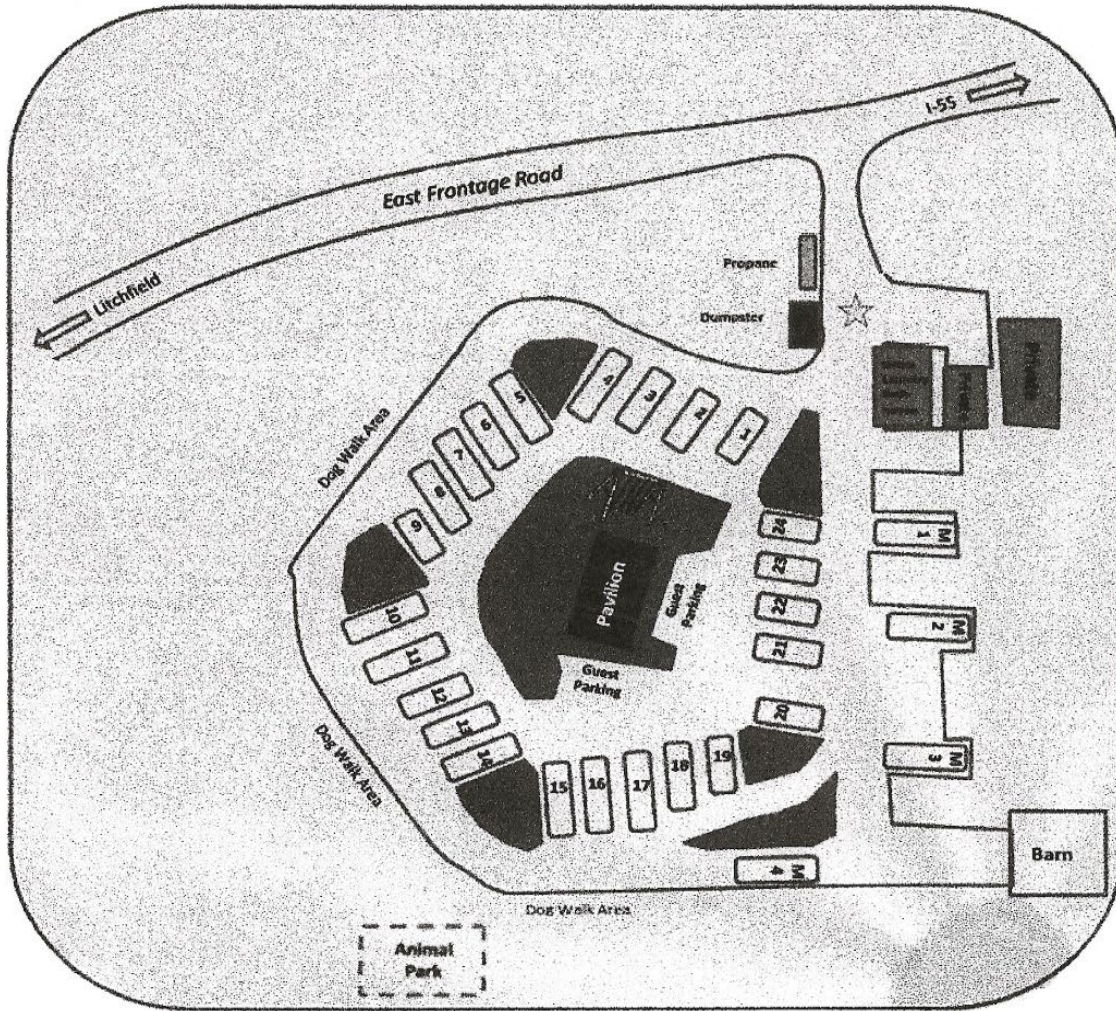 I-55
East Frontage Road
Litchfield
Propane
Dumpster
Private
4
3
2
1
5
6
7
8
9
Dog Walk Area
24
23
22
21
20
Pavilion
Guest
Parking
Guest
Parking
M
1
M
2
M
3
10
11
12
13
14
Dog Walk Area
15
16
17
18
19
M
4
Barn
Dog Walk Area
Animal
Park